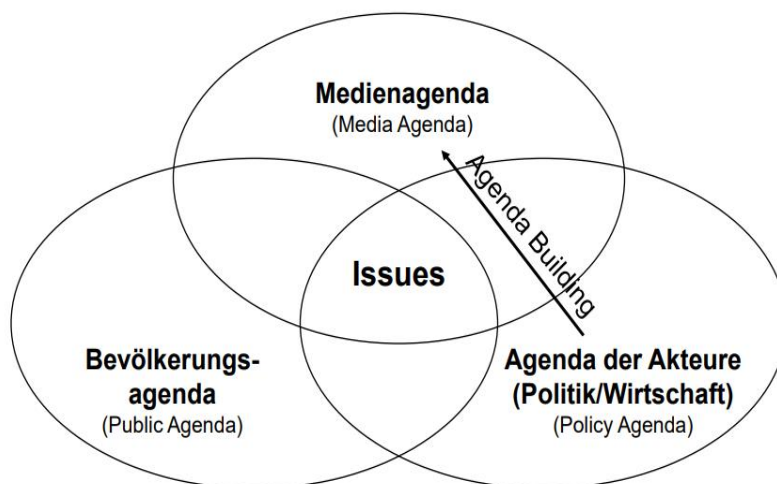 Medienagenda
(Media Agenda)
Agenda Building
Issues
Bevölkerungs-
agenda
(Public Agenda)
Agenda der Akteure
(Politik/Wirtschaft)
(Policy Agenda)